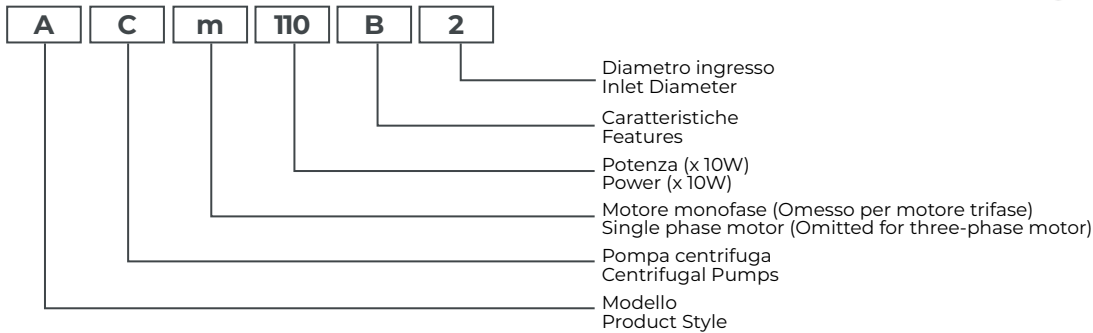 A C m 110 B 2
Diametro ingresso
Inlet Diameter
Caratteristiche
Features
Potenza (x 10W)
Power (x 10W)
Motore monofase (Omesso per motore trifase)
Single phase motor (Omitted for three-phase motor)
Pompa centrifuga
Centrifugal Pumps
Modello
Product Style